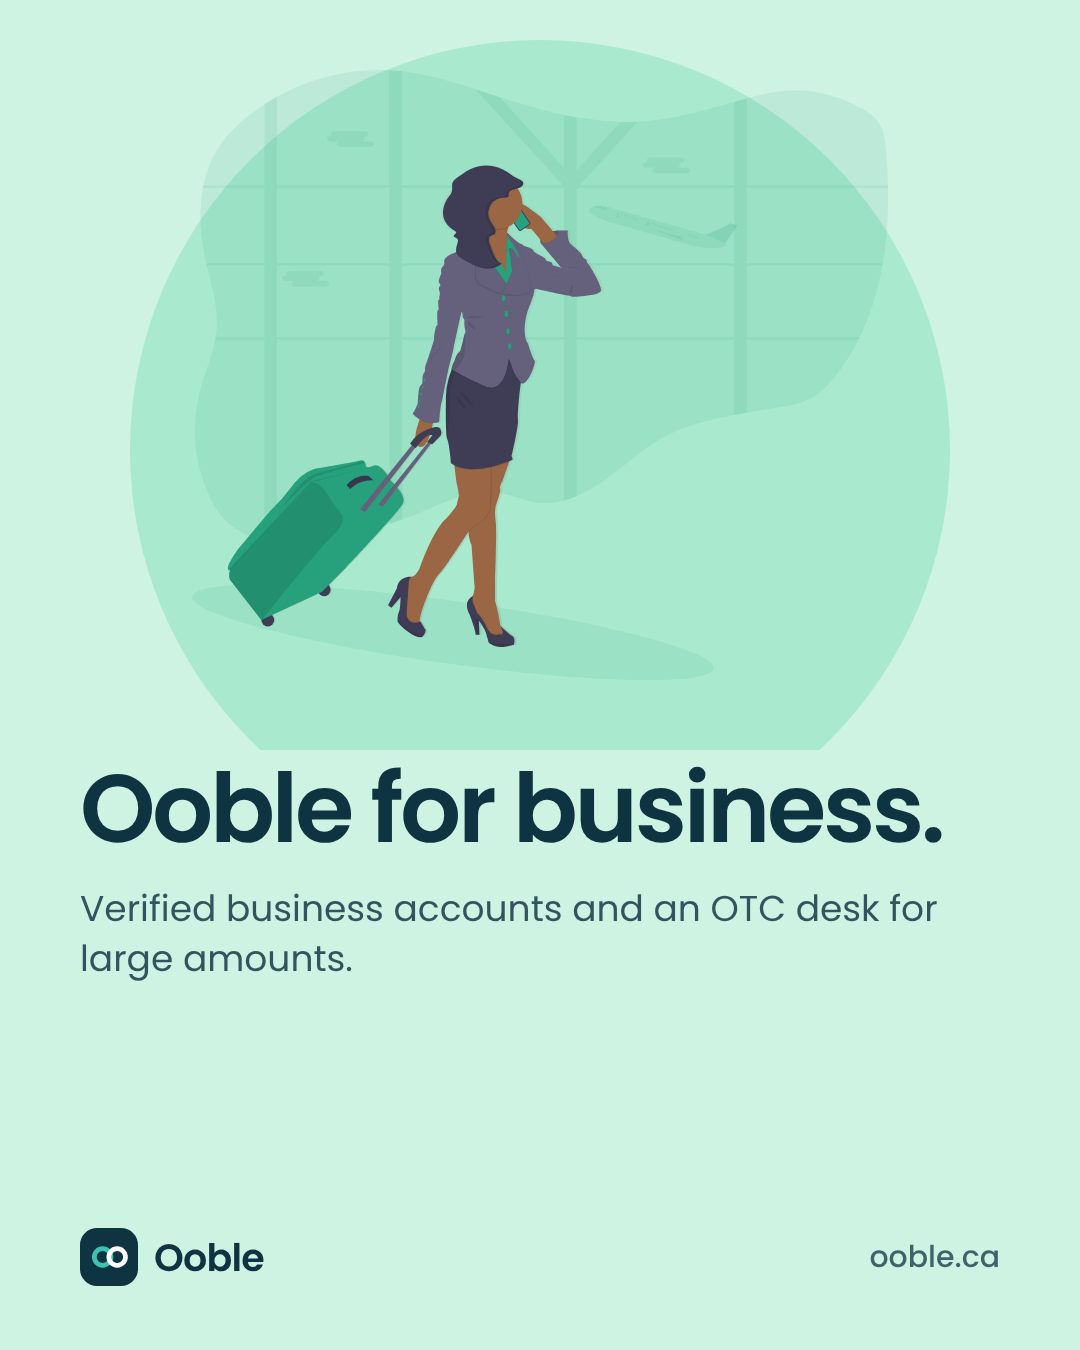 Ooble for business.
Verified business accounts and an OTC desk for
large amounts.
Ooble
ooble.ca